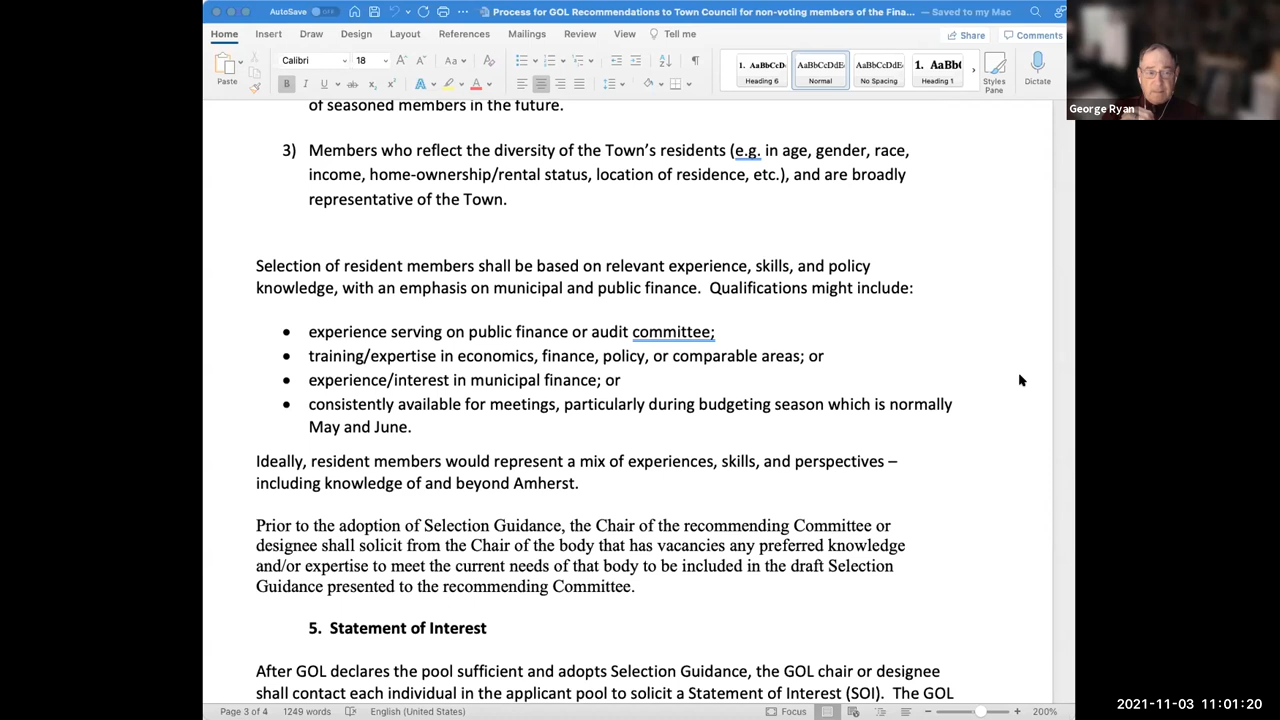 AutoSave OFF Process for GOL Recommendations to Town Council for non-voting members of the Fina... — Saved to my Mac
Home Insert Draw Design Layout References Mailings Review View Tell me Share Comments
Paste Calibri 18 Aa
B I U ab x₂ x² A A
1. AaBbCcD Heading 6 AaBbCcDdE Normal AaBbCcDdE No Spacing 1. AaBb( Heading 1 Styles Pane Dictate
George Ryan
of seasoned members in the future.
3) Members who reflect the diversity of the Town's residents (e.g. in age, gender, race,
income, home-ownership/rental status, location of residence, etc.), and are broadly
representative of the Town.
Selection of resident members shall be based on relevant experience, skills, and policy
knowledge, with an emphasis on municipal and public finance. Qualifications might include:
• experience serving on public finance or audit committee;
• training/expertise in economics, finance, policy, or comparable areas; or
• experience/interest in municipal finance; or
• consistently available for meetings, particularly during budgeting season which is normally
May and June.
Ideally, resident members would represent a mix of experiences, skills, and perspectives –
including knowledge of and beyond Amherst.
Prior to the adoption of Selection Guidance, the Chair of the recommending Committee or
designee shall solicit from the Chair of the body that has vacancies any preferred knowledge
and/or expertise to meet the current needs of that body to be included in the draft Selection
Guidance presented to the recommending Committee.
5. Statement of Interest
After GOL declares the pool sufficient and adopts Selection Guidance, the GOL chair or designee
shall contact each individual in the applicant pool to solicit a Statement of Interest (SOI). The GOL
Page 3 of 4 1249 words English (United States) Focus 200%
2021-11-03 11:01:20